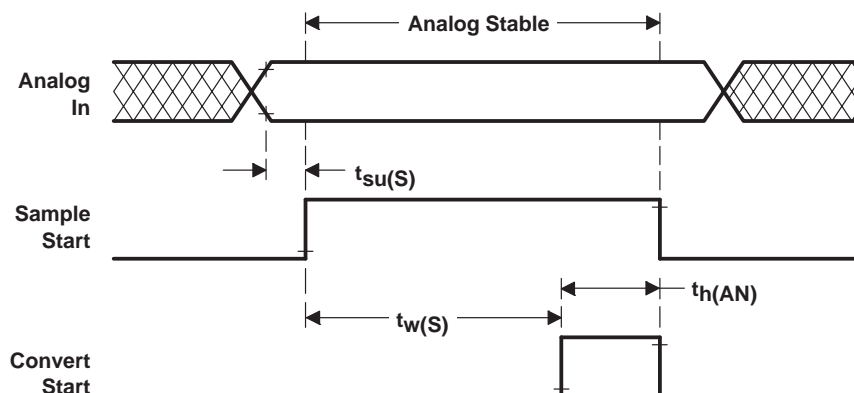 Analog Stable
Analog
In
tsu(S)
Sample
Start
th(AN)
tw(S)
Convert
Start